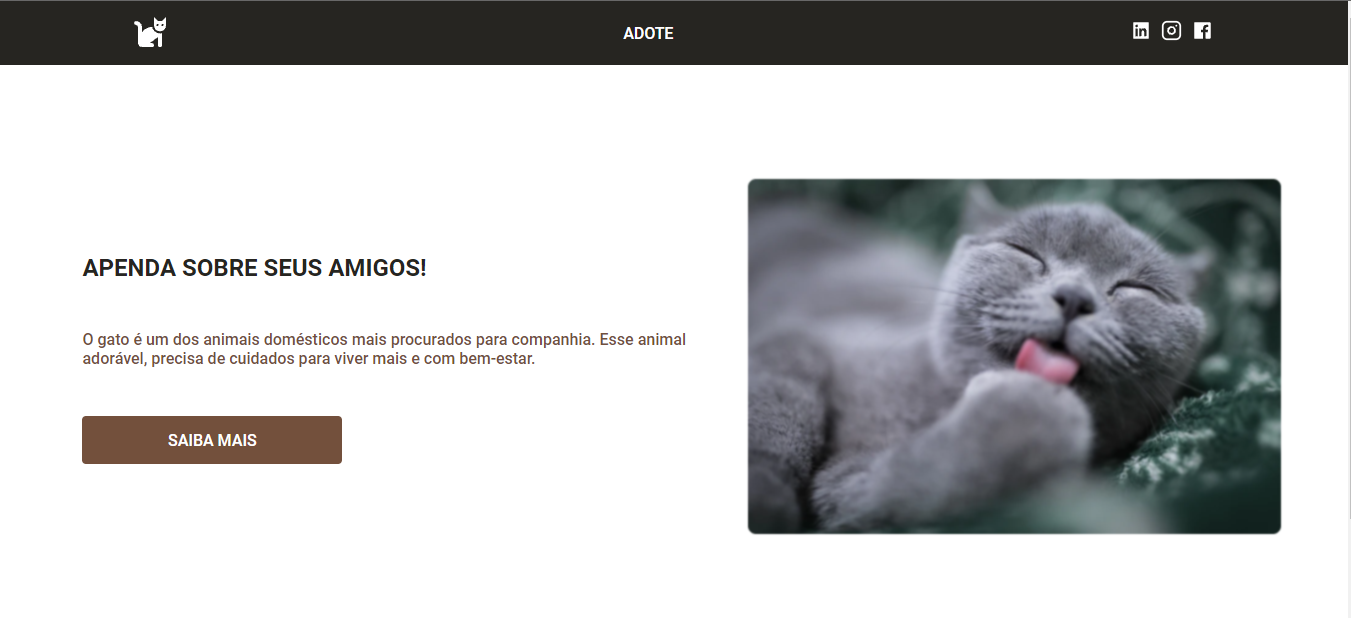 ADOTE
APENDA SOBRE SEUS AMIGOS!
O gato é um dos animais domésticos mais procurados para companhia. Esse animal
adorável, precisa de cuidados para viver mais e com bem-estar.
SAIBA MAIS